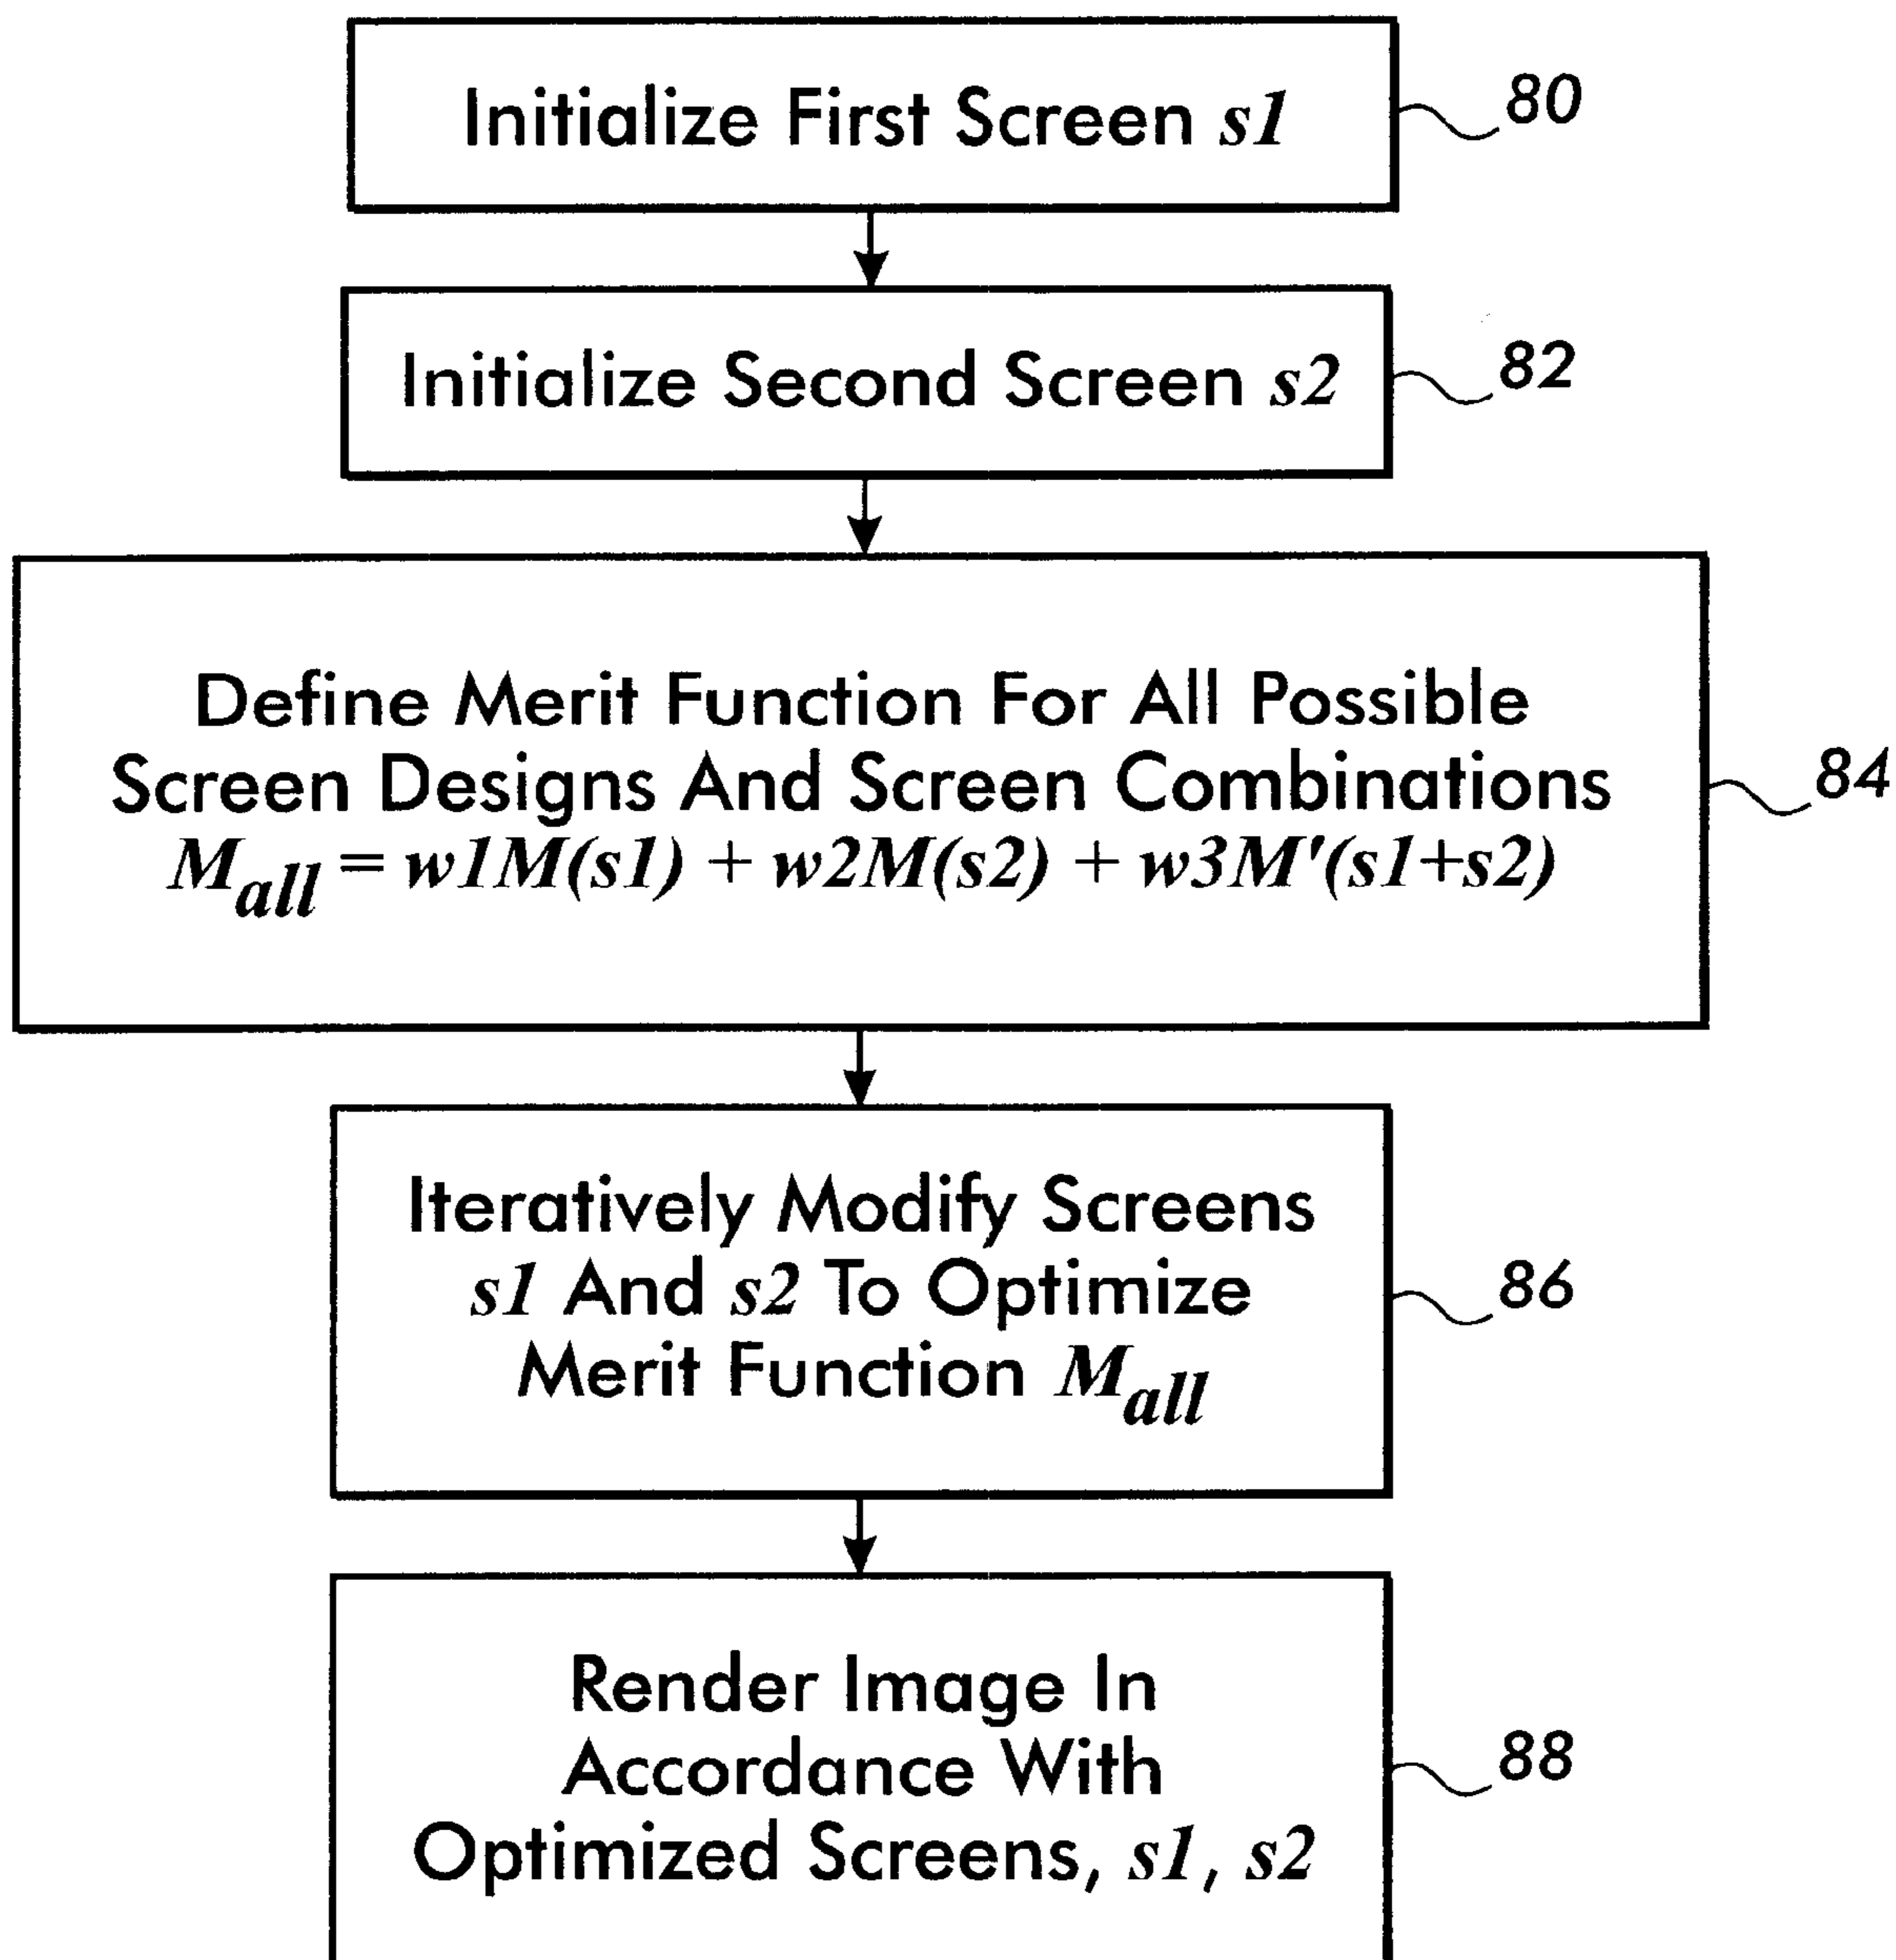 Initialize First Screen s1
80
Initialize Second Screen s2
82
Define Merit Function For All Possible
Screen Designs And Screen Combinations
M_all = w1M(s1) + w2M(s2) + w3M'(s1+s2)
84
Iteratively Modify Screens
s1 And s2 To Optimize
Merit Function M_all
86
Render Image In
Accordance With
Optimized Screens, s1, s2
88